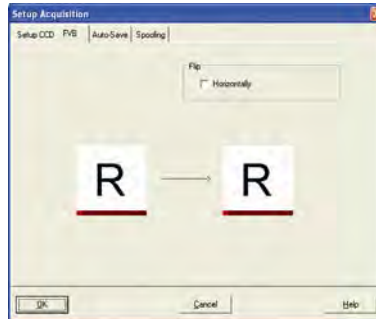 Setup Acquisition
Setup CCD FVB Auto-Save Spooling
Flip
Horizontally
R R
OK Cancel Help